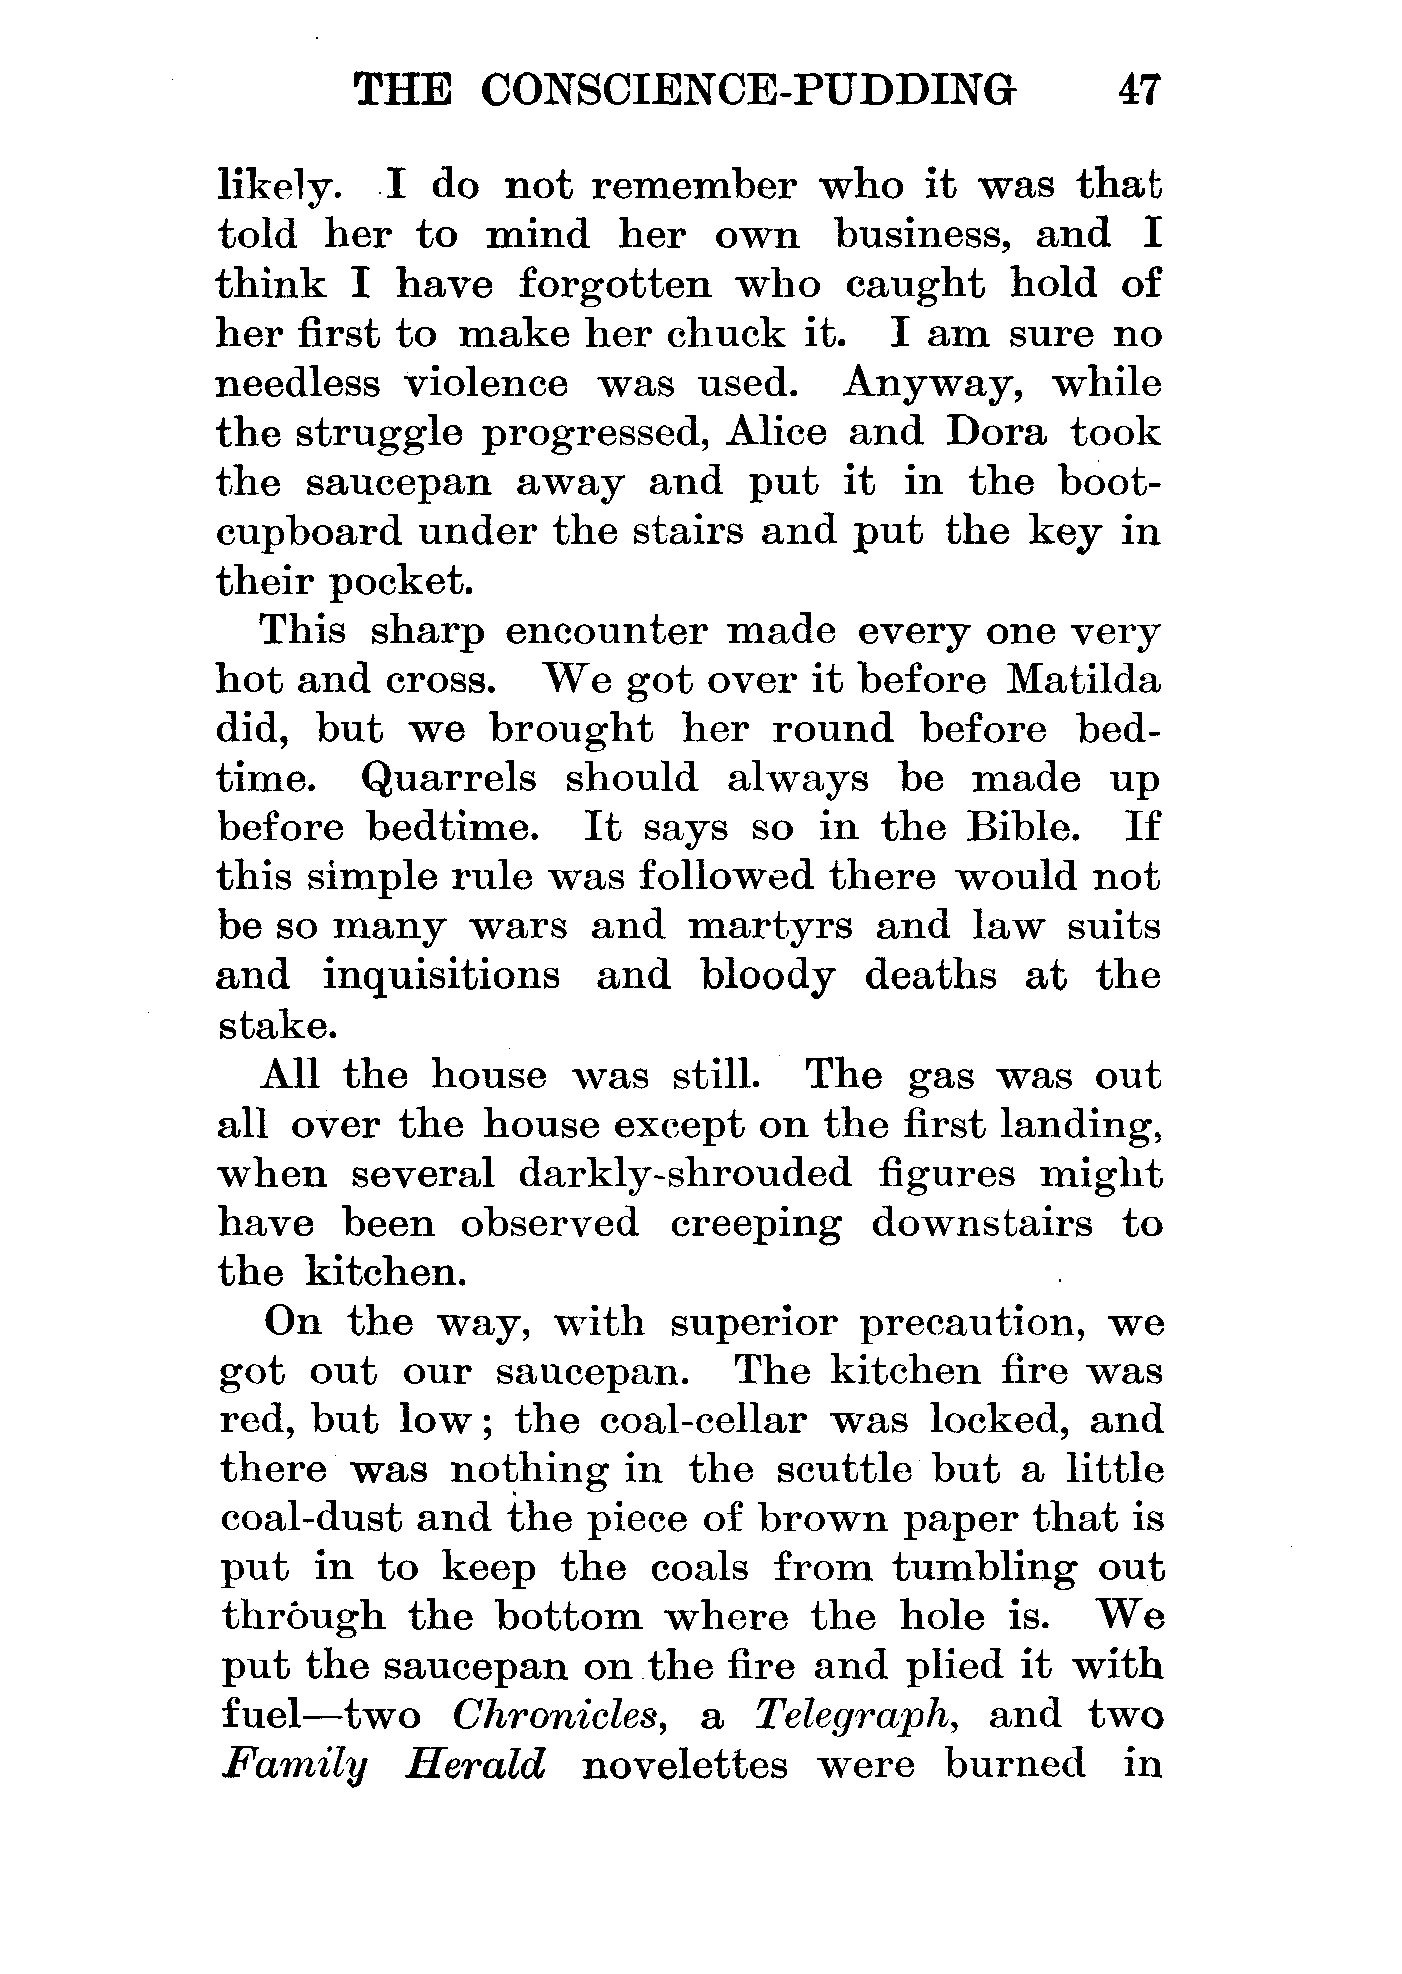 THE CONSCIENCE-PUDDING 47
likely. I do not remember who it was that
told her to mind her own business, and I
think I have forgotten who caught hold of
her first to make her chuck it. I am sure no
needless violence was used. Anyway, while
the struggle progressed, Alice and Dora took
the saucepan away and put it in the boot-
cupboard under the stairs and put the key in
their pocket.
This sharp encounter made every one very
hot and cross. We got over it before Matilda
did, but we brought her round before bed-
time. Quarrels should always be made up
before bedtime. It says so in the Bible. If
this simple rule was followed there would not
be so many wars and martyrs and law suits
and inquisitions and bloody deaths at the
stake.
All the house was still. The gas was out
all over the house except on the first landing,
when several darkly-shrouded figures might
have been observed creeping downstairs to
the kitchen.
On the way, with superior precaution, we
got out our saucepan. The kitchen fire was
red, but low; the coal-cellar was locked, and
there was nothing in the scuttle but a little
coal-dust and the piece of brown paper that is
put in to keep the coals from tumbling out
through the bottom where the hole is. We
put the saucepan on the fire and plied it with
fuel—two Chronicles, a Telegraph, and two
Family Herald novelettes were burned in